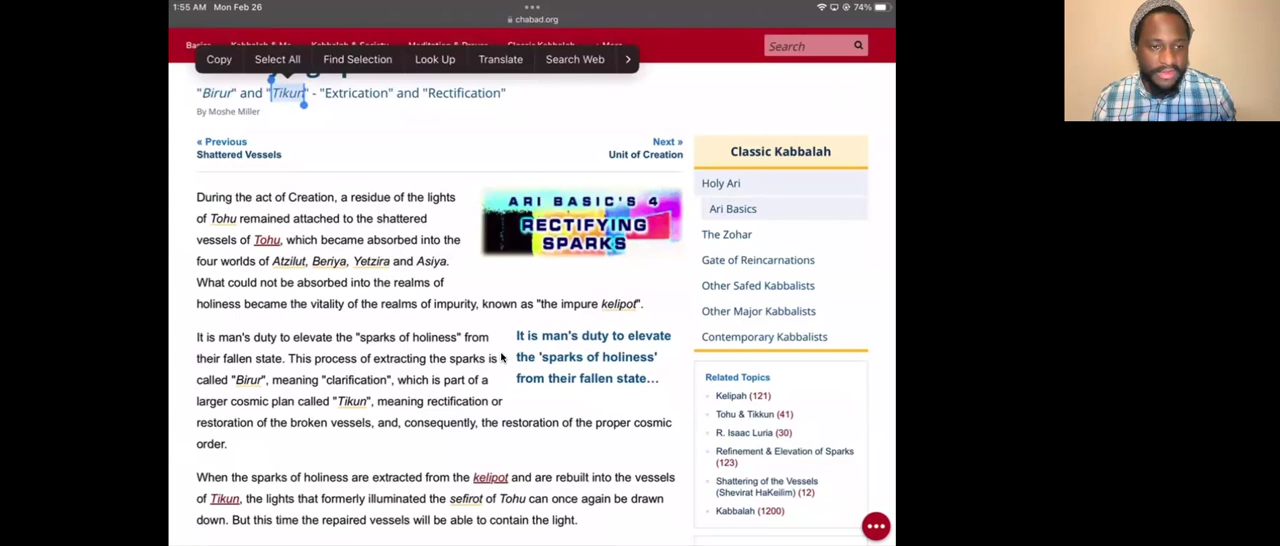 1:55 AM Mon Feb 26
74%
chabad.org
Search
Copy Select All Find Selection Look Up Translate Search Web
"Birur" and "Tikun" - "Extrication" and "Rectification"
By Moshe Miller
« Previous
Shattered Vessels
Next »
Unit of Creation
During the act of Creation, a residue of the lights
of Tohu remained attached to the shattered
vessels of Tohu, which became absorbed into the
four worlds of Atzilut, Beriya, Yetzira and Asiya.
What could not be absorbed into the realms of
holiness became the vitality of the realms of impurity, known as "the impure kelipot".
ARI BASIC'S 4
RECTIFYING
SPARKS
It is man's duty to elevate the "sparks of holiness" from
their fallen state. This process of extracting the sparks is
called "Birur", meaning "clarification", which is part of a
larger cosmic plan called "Tikun", meaning rectification or
restoration of the broken vessels, and, consequently, the restoration of the proper cosmic
order.
It is man's duty to elevate
the 'sparks of holiness'
from their fallen state...
When the sparks of holiness are extracted from the kelipot and are rebuilt into the vessels
of Tikun, the lights that formerly illuminated the sefirot of Tohu can once again be drawn
down. But this time the repaired vessels will be able to contain the light.
Classic Kabbalah
Holy Ari
Ari Basics
The Zohar
Gate of Reincarnations
Other Safed Kabbalists
Other Major Kabbalists
Contemporary Kabbalists
Related Topics
Kelipah (121)
Tohu & Tikkun (41)
R. Isaac Luria (30)
Refinement & Elevation of Sparks
(123)
Shattering of the Vessels
(Shevirat HaKeilim) (12)
Kabbalah (1200)